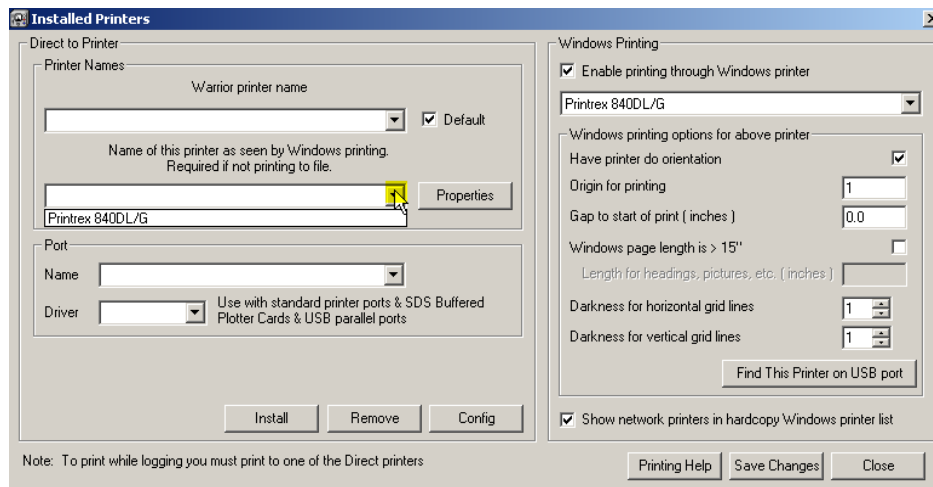 Installed Printers
Direct to Printer
Printer Names
Warrior printer name
Default
Name of this printer as seen by Windows printing.
Required if not printing to file.
Properties
Printrex 840DL/G
Port
Name
Driver
Use with standard printer ports & SDS Buffered
Plotter Cards & USB parallel ports
Install
Remove
Config
Note: To print while logging you must print to one of the Direct printers
Windows Printing
Enable printing through Windows printer
Printrex 840DL/G
Windows printing options for above printer
Have printer do orientation
Origin for printing 1
Gap to start of print ( inches ) 0.0
Windows page length is > 15"
Length for headings, pictures, etc. ( inches )
Darkness for horizontal grid lines 1
Darkness for vertical grid lines 1
Find This Printer on USB port
Show network printers in hardcopy Windows printer list
Printing Help
Save Changes
Close